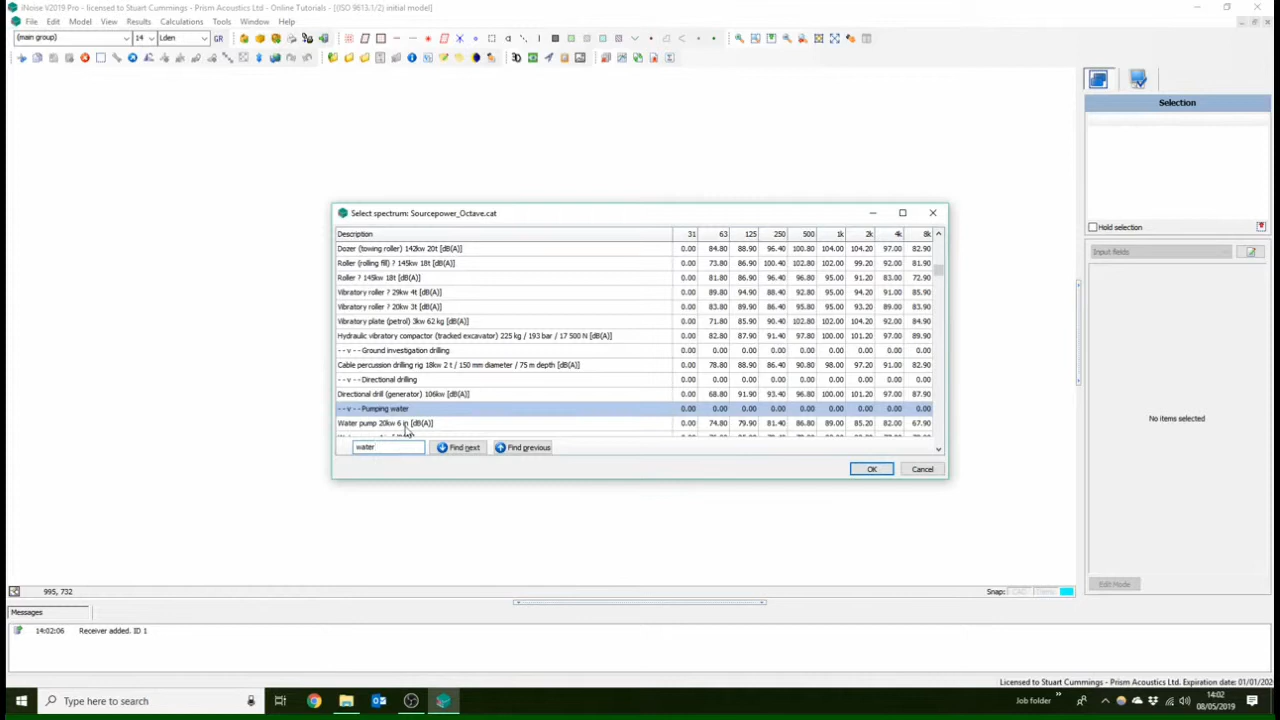 iNoise V2019 Pro - licensed to Stuart Cummings - Prism Acoustics Ltd - Online Tutorials - [(ISO 9613.1/2) initial model]
File Edit Model View Results Calculations Tools Window Help
(main group) 14 Lden GR
3D
Selection
Select spectrum: Sourcepower_Octave.cat
Description 31 63 125 250 500 1k 2k 4k 8k
Dozer (towing roller) 142kw 20t [dB(A)] 0.00 84.80 88.90 96.40 100.80 104.00 104.20 97.00 82.90
Roller (rolling fill) ? 145kw 18t [dB(A)] 0.00 73.80 86.90 100.40 102.80 102.00 99.20 92.00 81.90
Roller ? 145kw 18t [dB(A)] 0.00 81.80 86.90 96.40 96.80 95.00 91.20 83.00 72.90
Vibratory roller ? 29kw 4t [dB(A)] 0.00 89.80 94.90 88.40 92.80 95.00 94.20 91.00 85.90
Vibratory roller ? 20kw 3t [dB(A)] 0.00 83.80 89.90 86.40 95.80 95.00 93.20 89.00 83.90
Vibratory plate (petrol) 3kw 62 kg [dB(A)] 0.00 71.80 85.90 90.40 102.80 102.00 104.20 100.00 94.90
Hydraulic vibratory compactor (tracked excavator) 225 kg / 193 bar / 17 500 N [dB(A)] 0.00 82.80 87.90 91.40 97.80 100.00 101.20 97.00 89.90
- - v - - Ground investigation drilling 0.00 0.00 0.00 0.00 0.00 0.00 0.00 0.00 0.00
Cable percussion drilling rig 18kw 2 t / 150 mm diameter / 75 m depth [dB(A)] 0.00 78.80 88.90 86.40 90.80 98.00 97.20 91.00 82.90
- - v - - Directional drilling 0.00 0.00 0.00 0.00 0.00 0.00 0.00 0.00 0.00
Directional drill (generator) 106kw [dB(A)] 0.00 68.80 91.90 93.40 96.80 100.00 101.20 97.00 87.90
- - v - - Pumping water 0.00 0.00 0.00 0.00 0.00 0.00 0.00 0.00 0.00
Water pump 20kw 6 in [dB(A)] 0.00 74.80 79.90 81.40 86.80 89.00 85.20 82.00 67.90
water Find next Find previous
OK Cancel
Hold selection
Input fields
No items selected
Edit Mode
995, 732 Snap:
Messages
14:02:06 Receiver added. ID 1
Licensed to Stuart Cummings - Prism Acoustics Ltd. Expiration date: 01/01/202
Type here to search
Job folder
14:02
08/05/2019